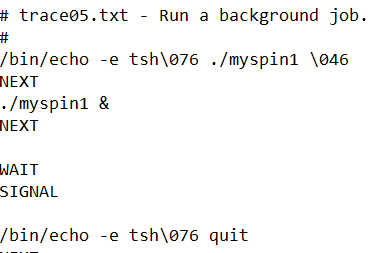 # trace05.txt - Run a background job.
#
/bin/echo -e tsh\076 ./myspin1 \046
NEXT
./myspin1 &
NEXT
WAIT
SIGNAL
/bin/echo -e tsh\076 quit
NEXT